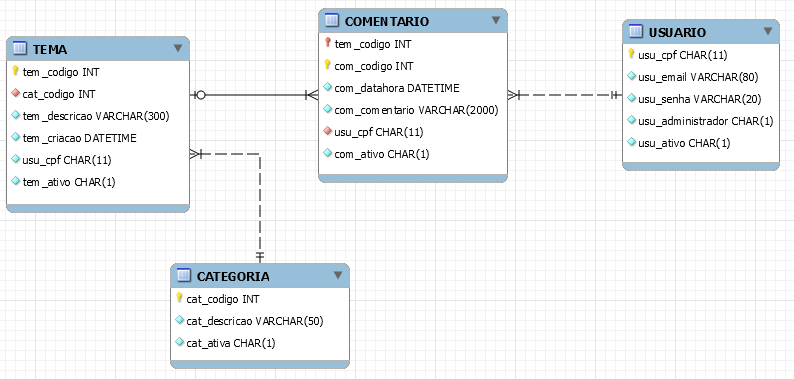 TEMA
tem_codigo INT
cat_codigo INT
tem_descricao VARCHAR(300)
tem_criacao DATETIME
usu_cpf CHAR(11)
tem_ativo CHAR(1)
COMENTARIO
tem_codigo INT
com_codigo INT
com_datahora DATETIME
com_comentario VARCHAR(2000)
usu_cpf CHAR(11)
com_ativo CHAR(1)
USUARIO
usu_cpf CHAR(11)
usu_email VARCHAR(80)
usu_senha VARCHAR(20)
usu_administrador CHAR(1)
usu_ativo CHAR(1)
CATEGORIA
cat_codigo INT
cat_descricao VARCHAR(50)
cat_ativa CHAR(1)